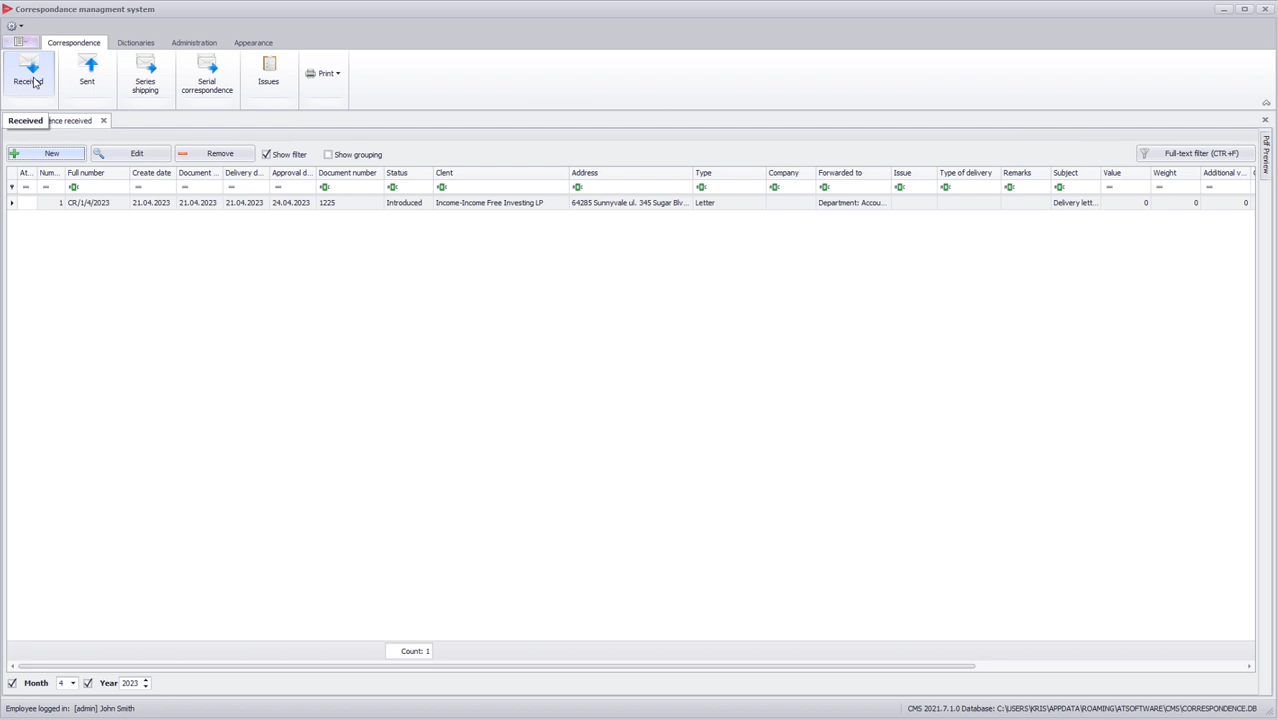 Correspondance managment system
Correspondence Dictionaries Administration Appearance
Received
Sent
Series shipping
Serial correspondence
Issues
Print
Received
ence received
New Edit Remove Show filter Show grouping Full-text filter (CTR+F)
Pdf Preview
At... Num... Full number Create date Document ... Delivery d... Approval d... Document number Status Client Address Type Company Forwarded to Issue Type of delivery Remarks Subject Value Weight Additional v...
1 CR/1/4/2023 21.04.2023 21.04.2023 21.04.2023 24.04.2023 1225 Introduced Income-Income Free Investing LP 64285 Sunnyvale ul. 345 Sugar Blv... Letter Department: Accou... Delivery lett... 0 0 0
Count: 1
Month 4 Year 2023
Employee logged in: [admin] John Smith CMS 2021.7.1.0 Database: C:\USERS\KRIS\APPDATA\ROAMING\ATSOFTWARE\CMS\CORRESPONDENCE.DB